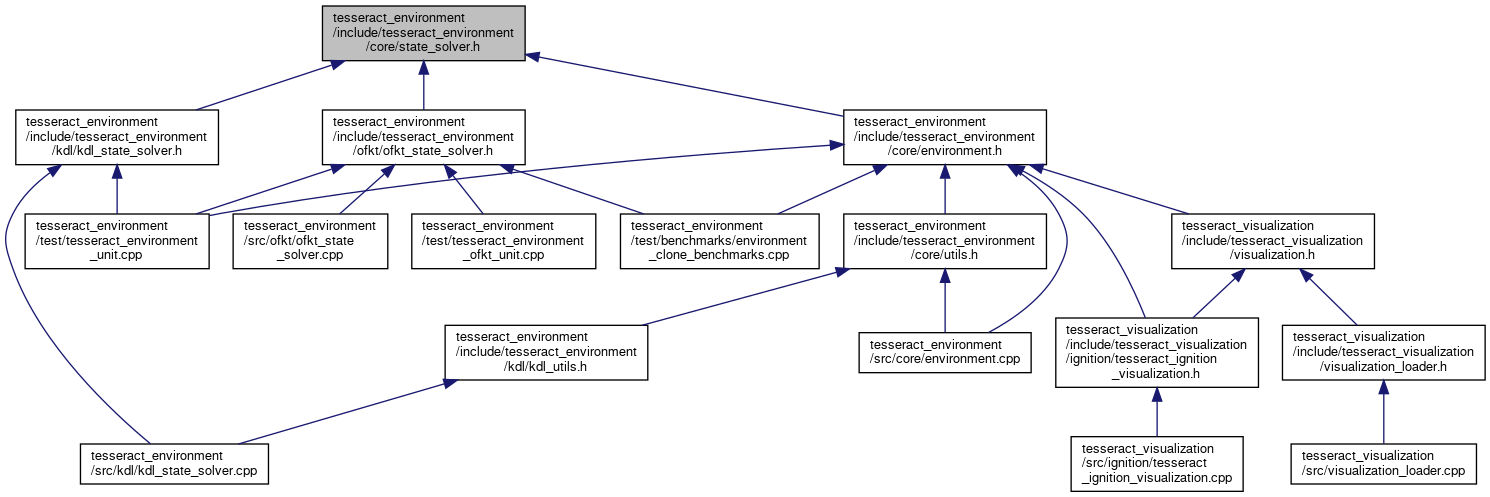 tesseract_environment
/include/tesseract_environment
/core/state_solver.h
tesseract_environment
/include/tesseract_environment
/kdl/kdl_state_solver.h
tesseract_environment
/include/tesseract_environment
/ofkt/ofkt_state_solver.h
tesseract_environment
/include/tesseract_environment
/core/environment.h
tesseract_environment
/test/tesseract_environment
_unit.cpp
tesseract_environment
/src/ofkt/ofkt_state
_solver.cpp
tesseract_environment
/test/tesseract_environment
_ofkt_unit.cpp
tesseract_environment
/test/benchmarks/environment
_clone_benchmarks.cpp
tesseract_environment
/include/tesseract_environment
/core/utils.h
tesseract_visualization
/include/tesseract_visualization
/visualization.h
tesseract_environment
/include/tesseract_environment
/kdl/kdl_utils.h
tesseract_environment
/src/core/environment.cpp
tesseract_visualization
/include/tesseract_visualization
/ignition/tesseract_ignition
_visualization.h
tesseract_visualization
/include/tesseract_visualization
/visualization_loader.h
tesseract_environment
/src/kdl/kdl_state_solver.cpp
tesseract_visualization
/src/ignition/tesseract
_ignition_visualization.cpp
tesseract_visualization
/src/visualization_loader.cpp